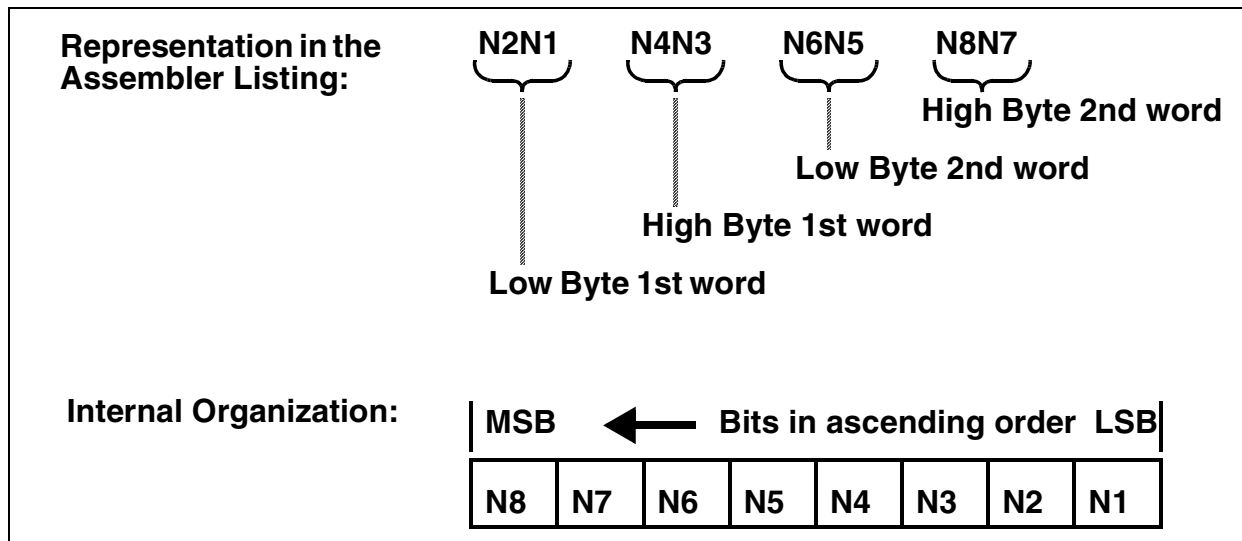 Representation in the
Assembler Listing:
N2N1 N4N3 N6N5 N8N7
High Byte 2nd word
Low Byte 2nd word
High Byte 1st word
Low Byte 1st word
Internal Organization:
MSB Bits in ascending order LSB
N8 N7 N6 N5 N4 N3 N2 N1